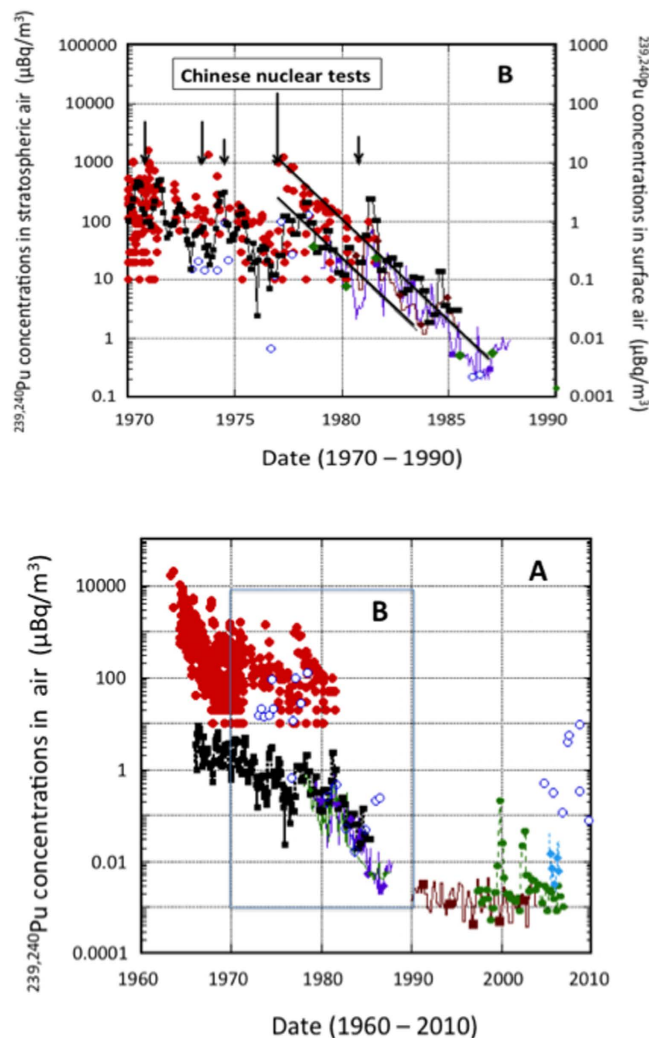 100000
10000
1000
100
10
1
0.1
²³⁹,²⁴⁰Pu concentrations in stratospheric air (µBq/m³)
B
Chinese nuclear tests
1000
100
10
1
0.1
0.01
0.001
²³⁹,²⁴⁰Pu concentrations in surface air (µBq/m³)
1970 1975 1980 1985 1990
Date (1970 – 1990)
10000
100
1
0.01
0.0001
²³⁹,²⁴⁰Pu concentrations in air (µBq/m³)
A
B
1960 1970 1980 1990 2000 2010
Date (1960 – 2010)